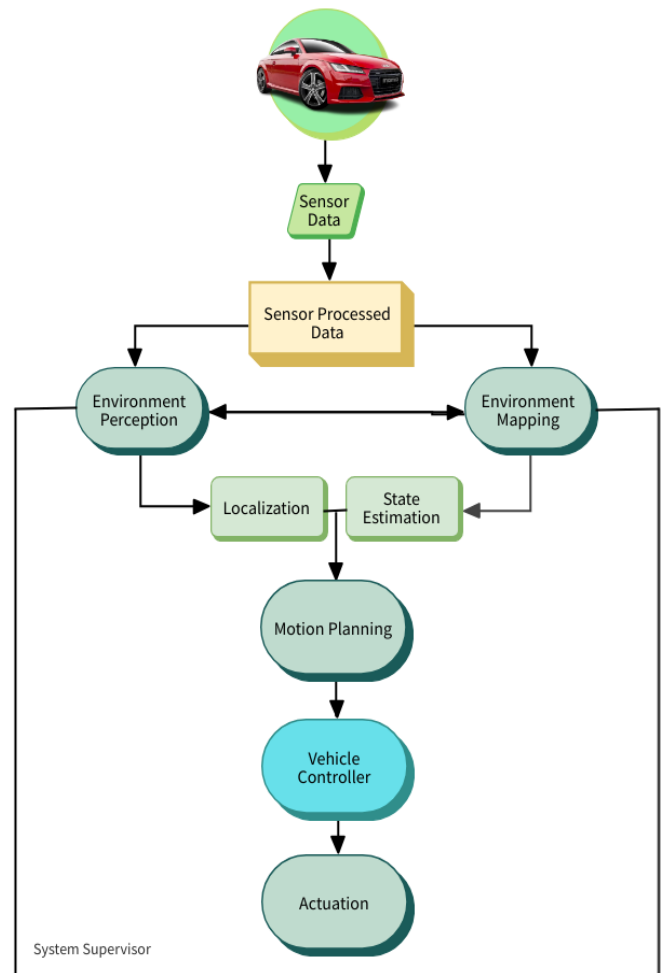 Sensor
Data
Sensor Processed
Data
Environment
Perception
Environment
Mapping
Localization
State
Estimation
Motion Planning
Vehicle
Controller
Actuation
System Supervisor